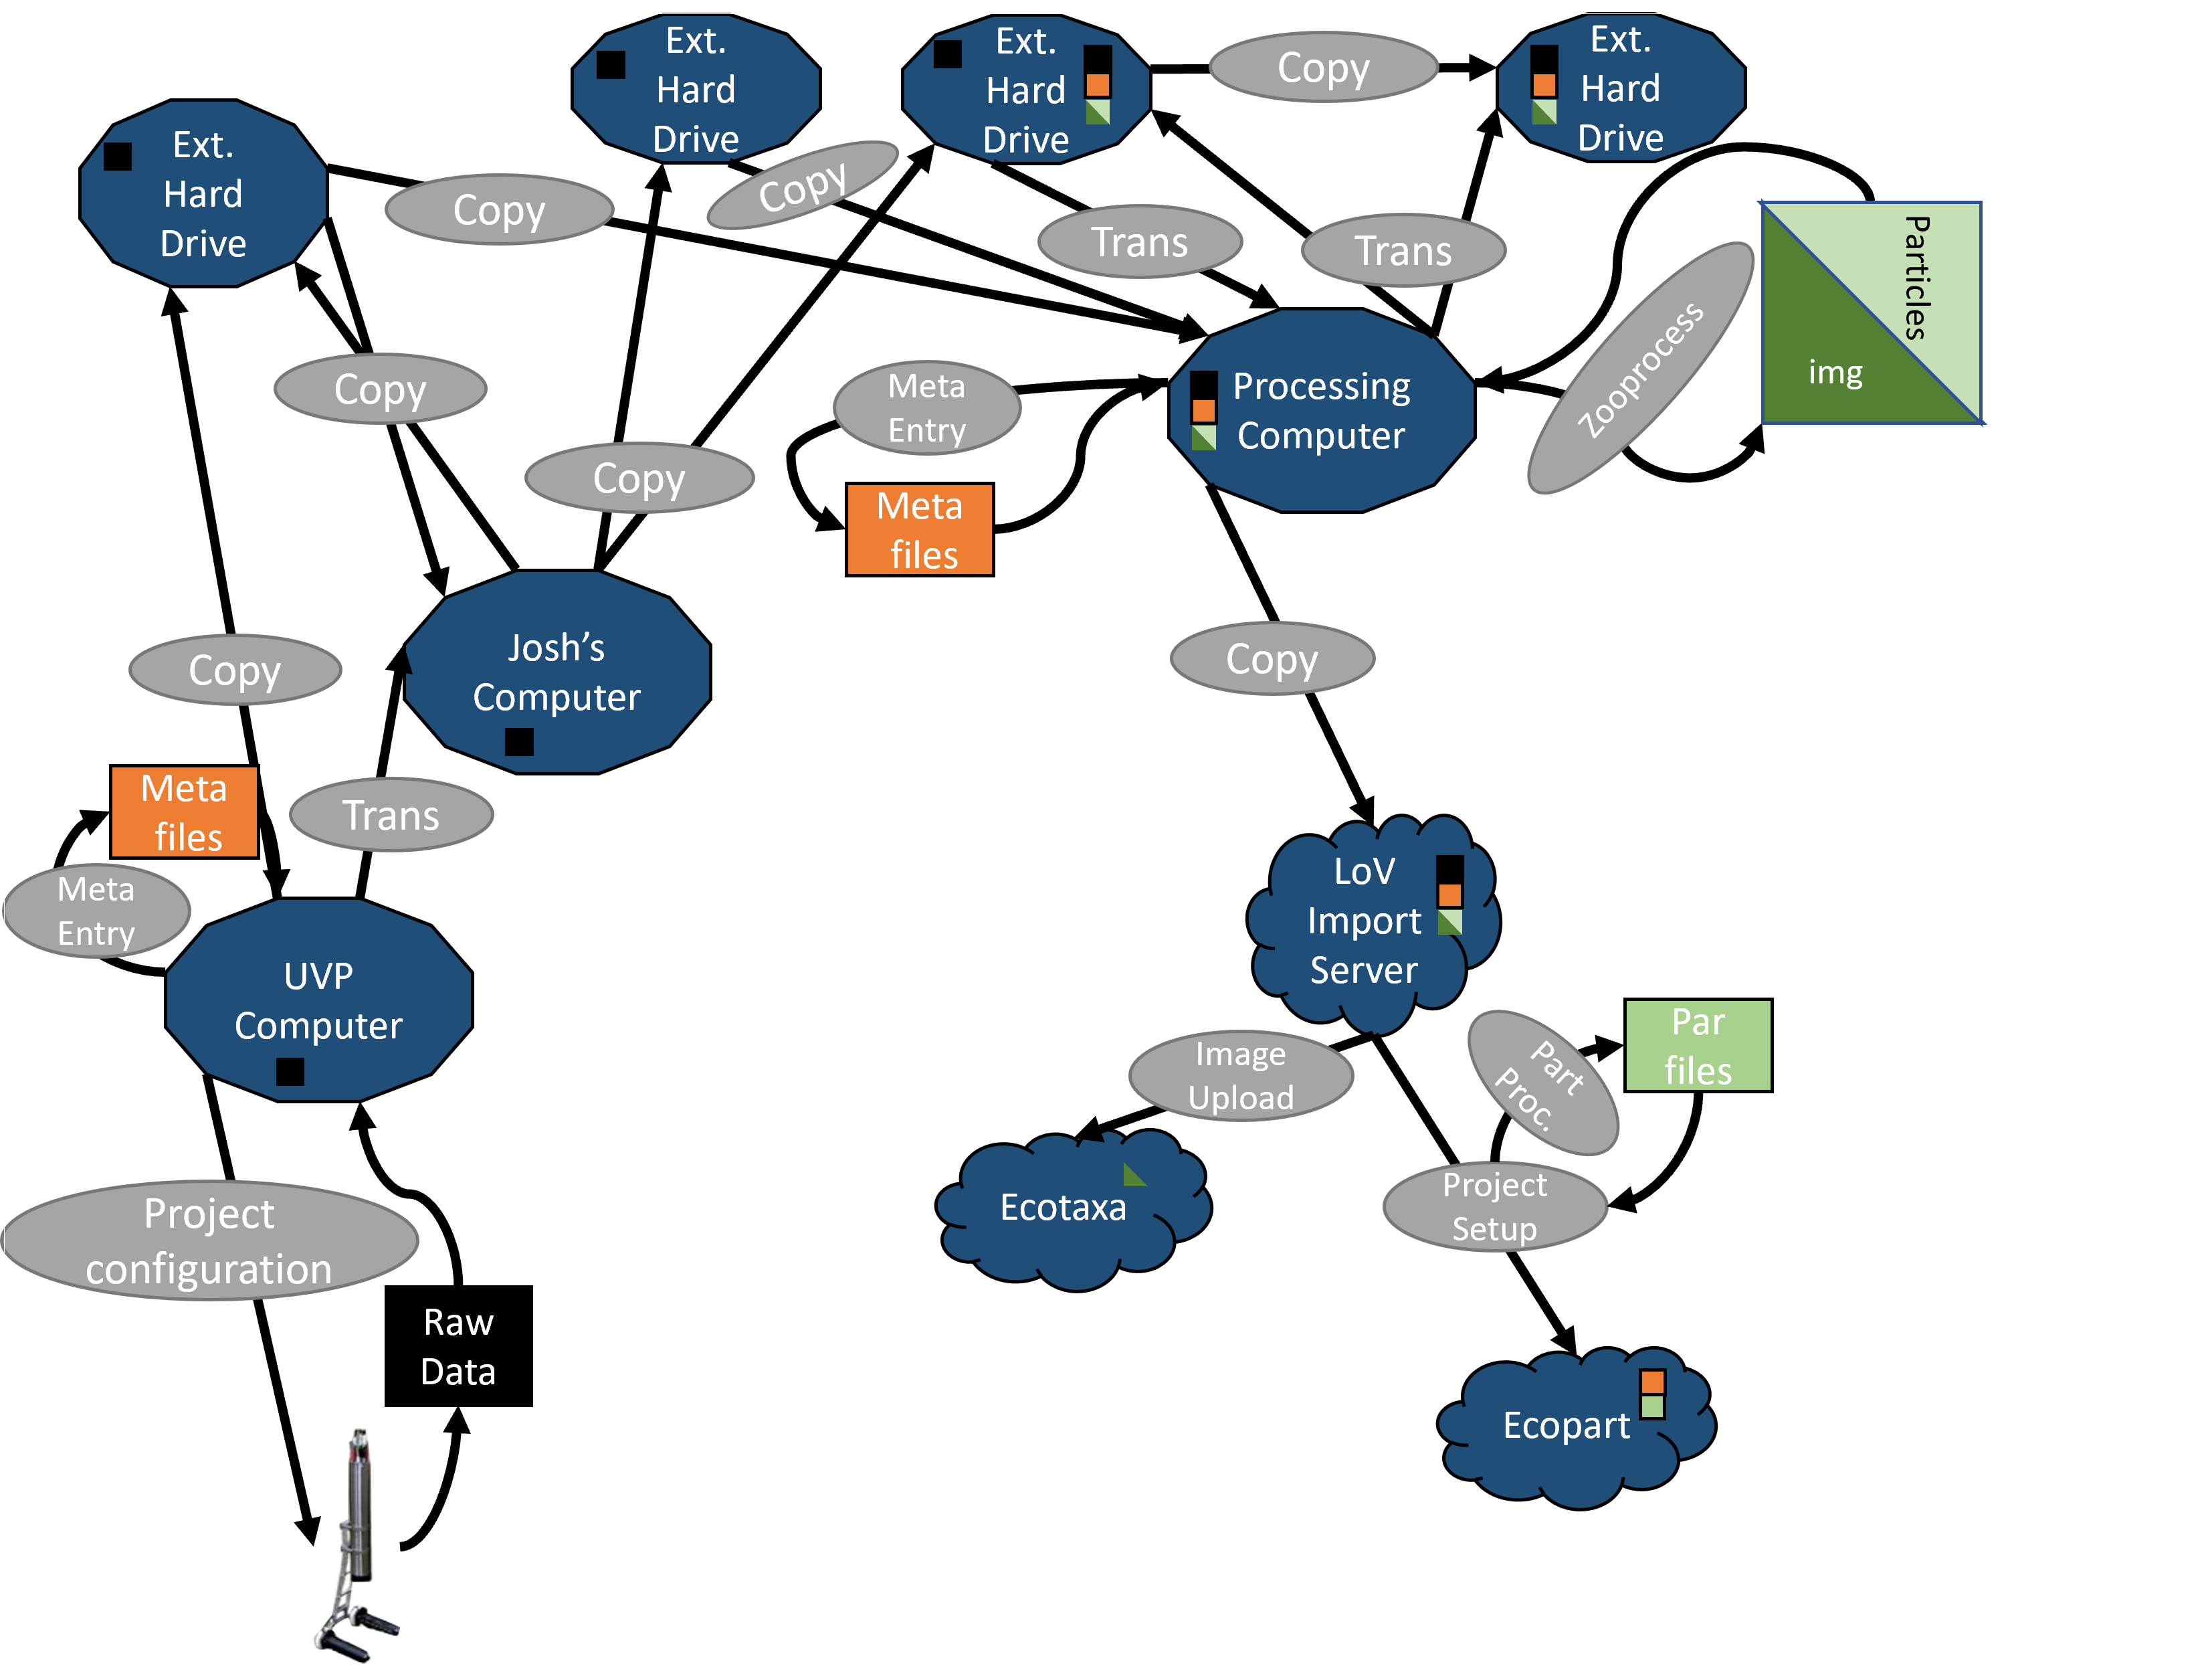 Ext.
Hard
Drive
Ext.
Hard
Drive
Ext.
Hard
Drive
Ext.
Hard
Drive
Copy
Copy
Copy
Trans
Trans
Particles
img
Zooprocess
Processing
Computer
Meta
Entry
Meta
files
Copy
Copy
Josh's
Computer
Copy
Copy
Meta
files
Trans
Meta
Entry
UVP
Computer
LoV
Import
Server
Image
Upload
Part
Proc.
Par
files
Project
Setup
Ecotaxa
Project
configuration
Raw
Data
Ecopart